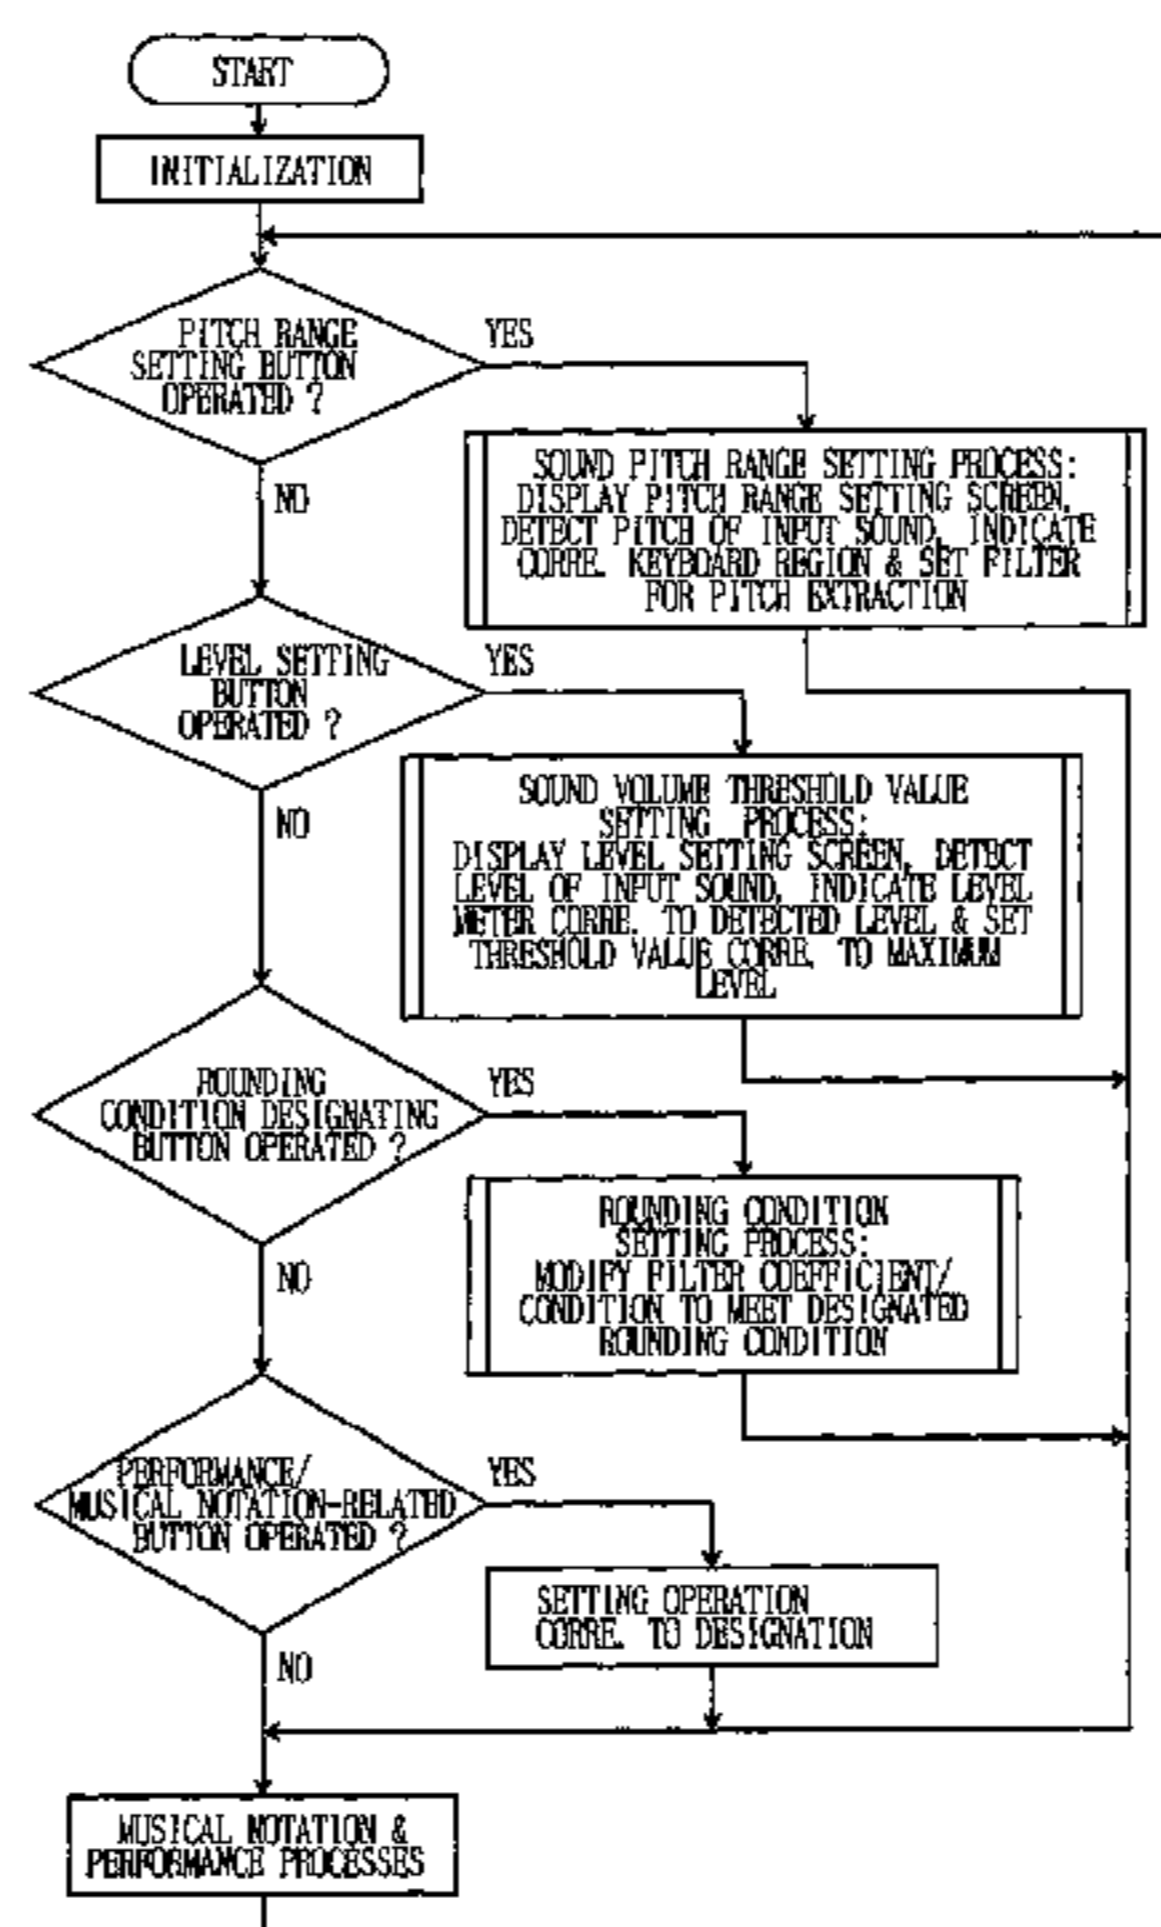 START
INITIALIZATION
PITCH RANGE
SETTING BUTTON
OPERATED ?
YES
NO
SOUND PITCH RANGE SETTING PROCESS:
DISPLAY PITCH RANGE SETTING SCREEN,
DETECT PITCH OF INPUT SOUND, INDICATE
CORRE. KEYBOARD REGION & SET FILTER
FOR PITCH EXTRACTION
LEVEL SETTING
BUTTON
OPERATED ?
YES
NO
SOUND VOLUME THRESHOLD VALUE
SETTING PROCESS:
DISPLAY LEVEL SETTING SCREEN, DETECT
LEVEL OF INPUT SOUND, INDICATE LEVEL
METER CORRE. TO DETECTED LEVEL & SET
THRESHOLD VALUE CORRE. TO MAXIMUM
LEVEL
ROUNDING
CONDITION DESIGNATING
BUTTON OPERATED ?
YES
NO
ROUNDING CONDITION
SETTING PROCESS:
MODIFY FILTER COEFFICIENT/
CONDITION TO MEET DESIGNATED
ROUNDING CONDITION
PERFORMANCE/
MUSICAL NOTATION-RELATED
BUTTON OPERATED ?
YES
NO
SETTING OPERATION
CORRE. TO DESIGNATION
MUSICAL NOTATION &
PERFORMANCE PROCESSES